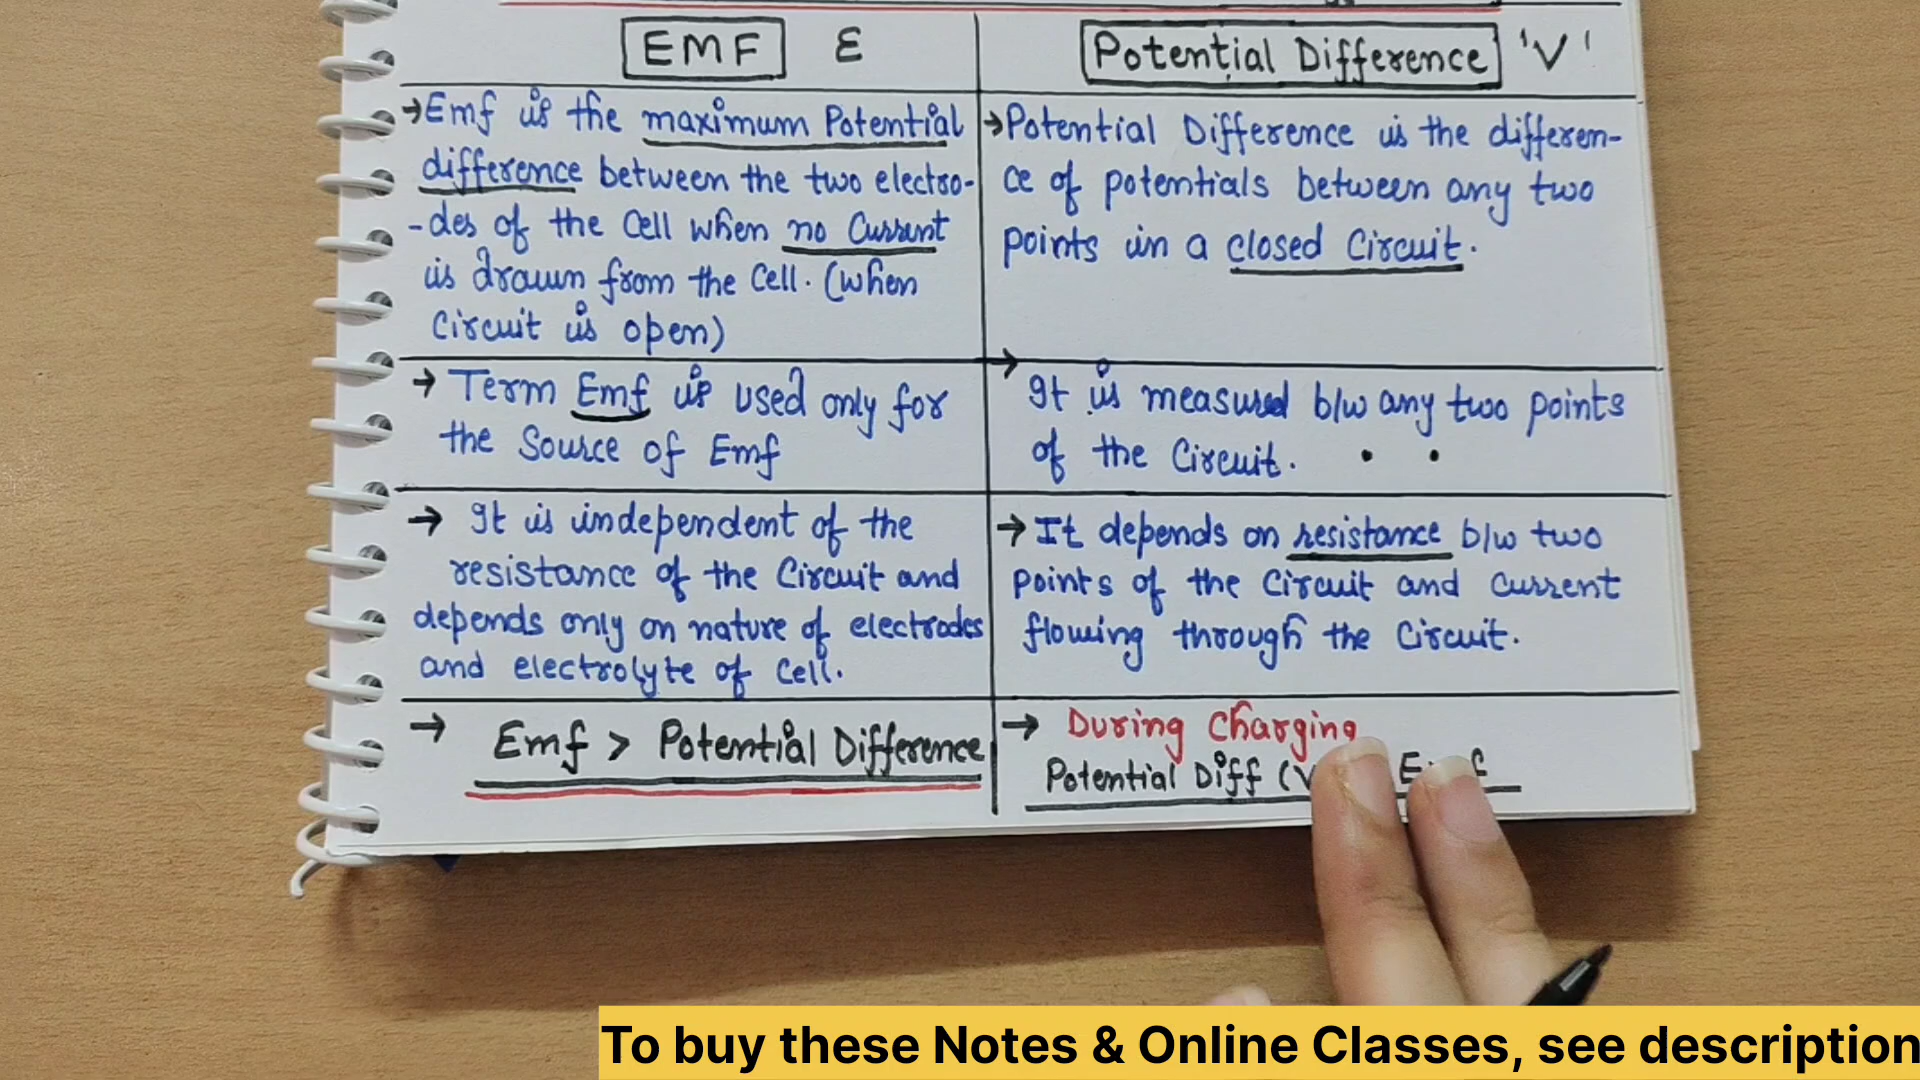 EMF ε
→Emf is the maximum Potential
difference between the two electro-
-des of the Cell when no Current
is drawn from the Cell. (when
Circuit is open)
→ Term Emf is used only for
the Source of Emf
→ It is independent of the
resistance of the Circuit and
depends only on nature of electrodes
and electrolyte of Cell.
→ Emf > Potential Difference
Potential Difference 'V'
→Potential Difference is the differen-
ce of potentials between any two
points in a closed Circuit.
→
It is measured b/w any two points
of the Circuit.
→It depends on resistance b/w two
points of the Circuit and Current
flowing through the Circuit.
→ During Charging
Potential Diff (V Emf
To buy these Notes & Online Classes, see description